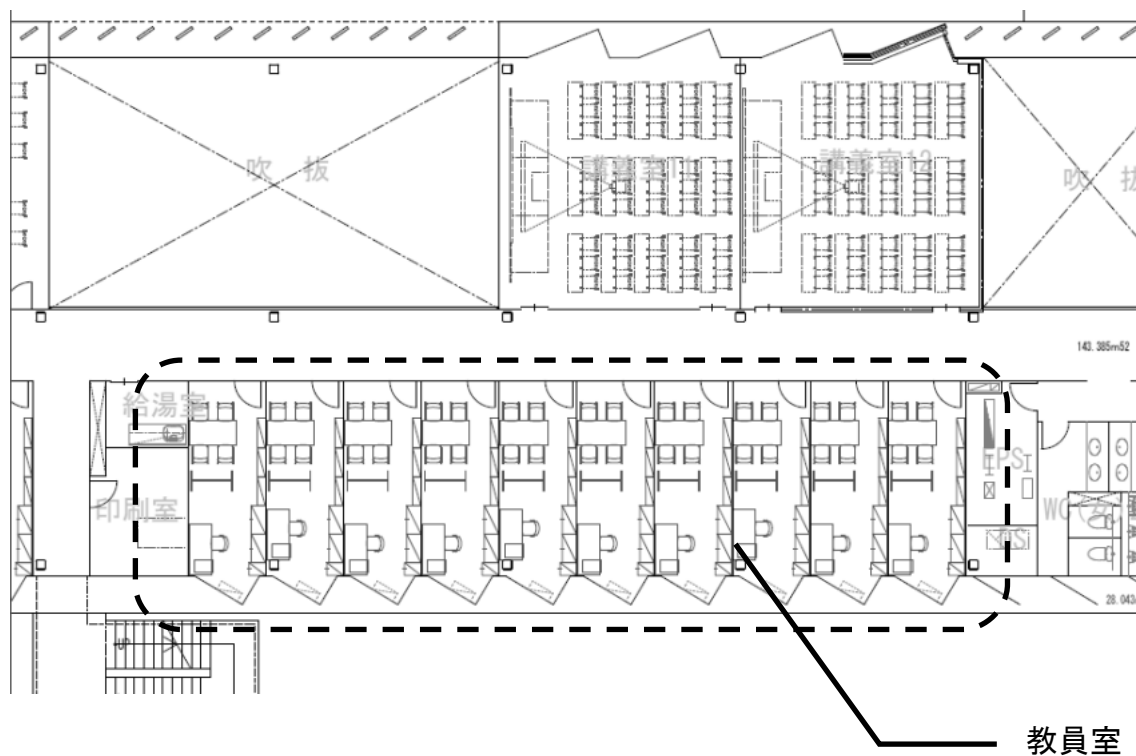 吹 抜
講義室11
講義室12
吹 抜
143.385m52
給湯室
印刷室
EPS
PS
WC(女)
28.043
UP
教員室